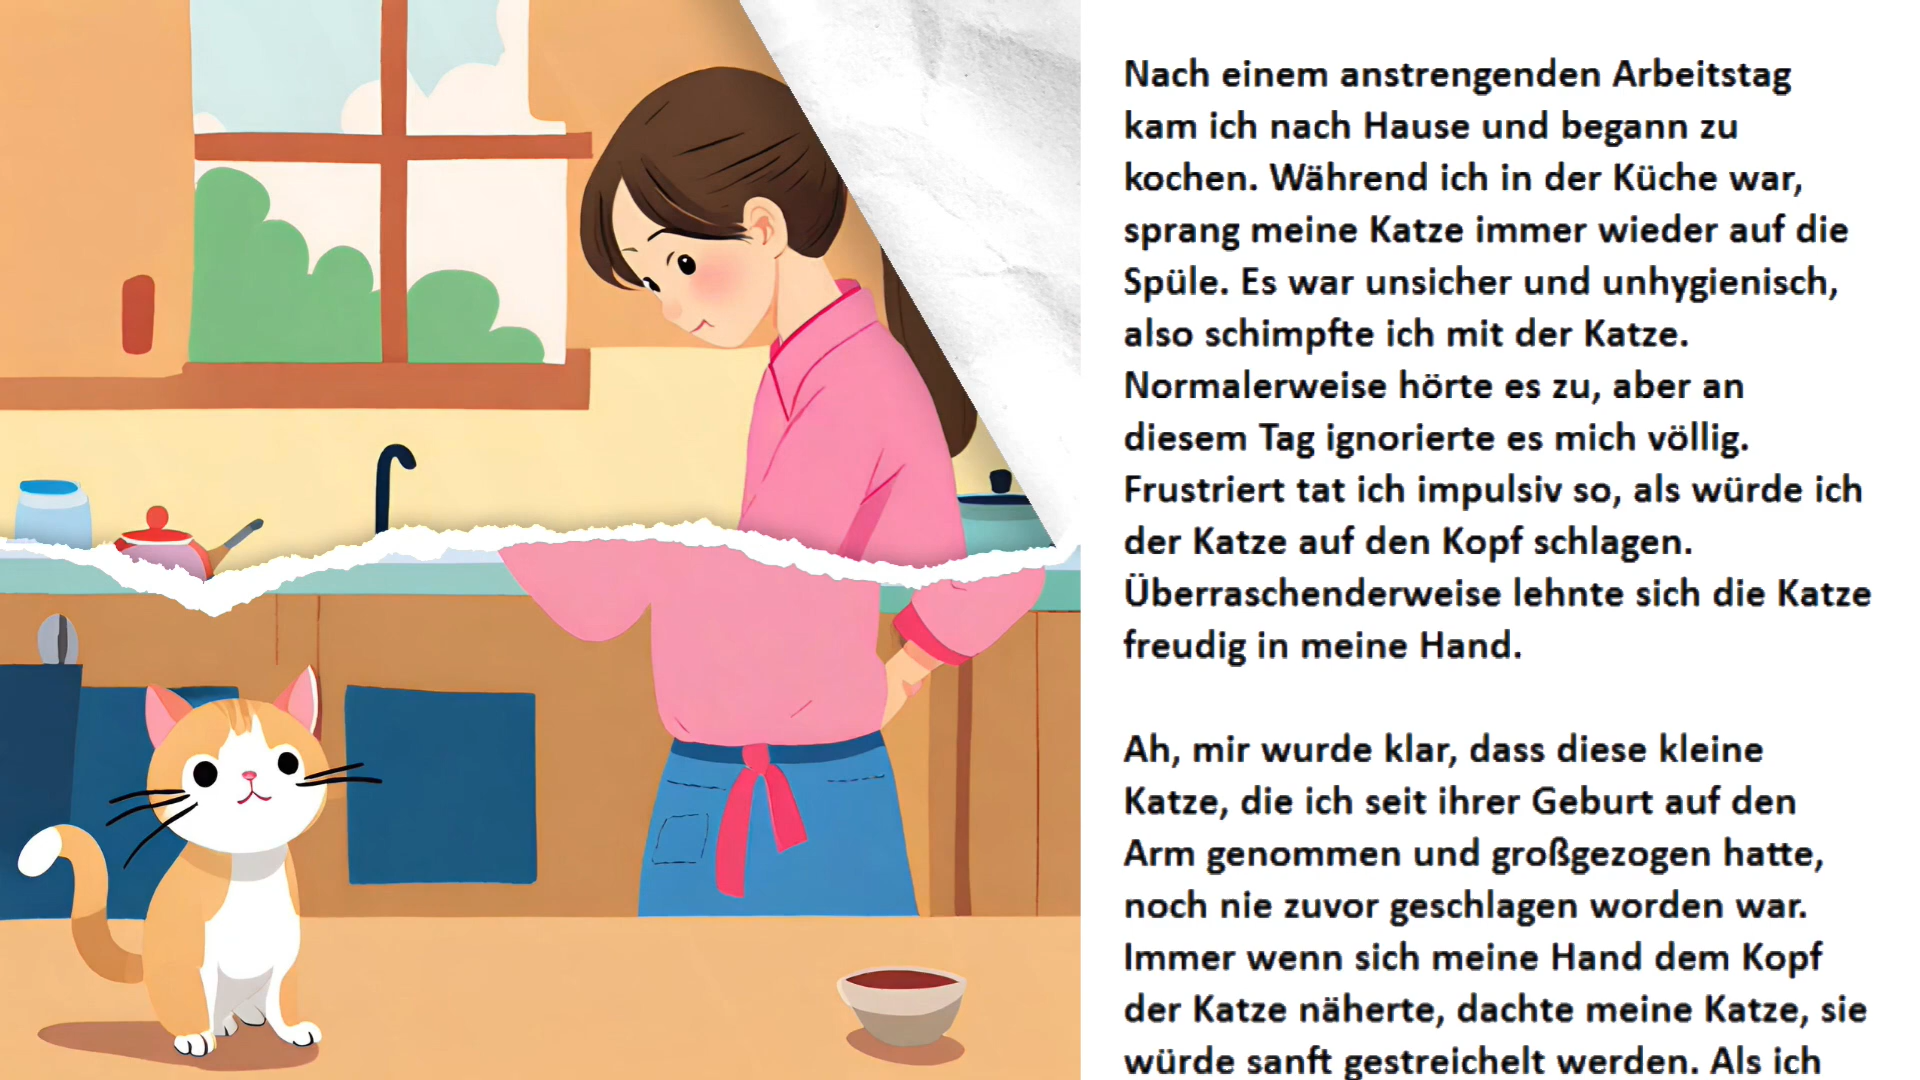 Nach einem anstrengenden Arbeitstag
kam ich nach Hause und begann zu
kochen. Während ich in der Küche war,
sprang meine Katze immer wieder auf die
Spüle. Es war unsicher und unhygienisch,
also schimpfte ich mit der Katze.
Normalerweise hörte es zu, aber an
diesem Tag ignorierte es mich völlig.
Frustriert tat ich impulsiv so, als würde ich
der Katze auf den Kopf schlagen.
Überraschenderweise lehnte sich die Katze
freudig in meine Hand.
Ah, mir wurde klar, dass diese kleine
Katze, die ich seit ihrer Geburt auf den
Arm genommen und großgezogen hatte,
noch nie zuvor geschlagen worden war.
Immer wenn sich meine Hand dem Kopf
der Katze näherte, dachte meine Katze, sie
würde sanft gestreichelt werden. Als ich